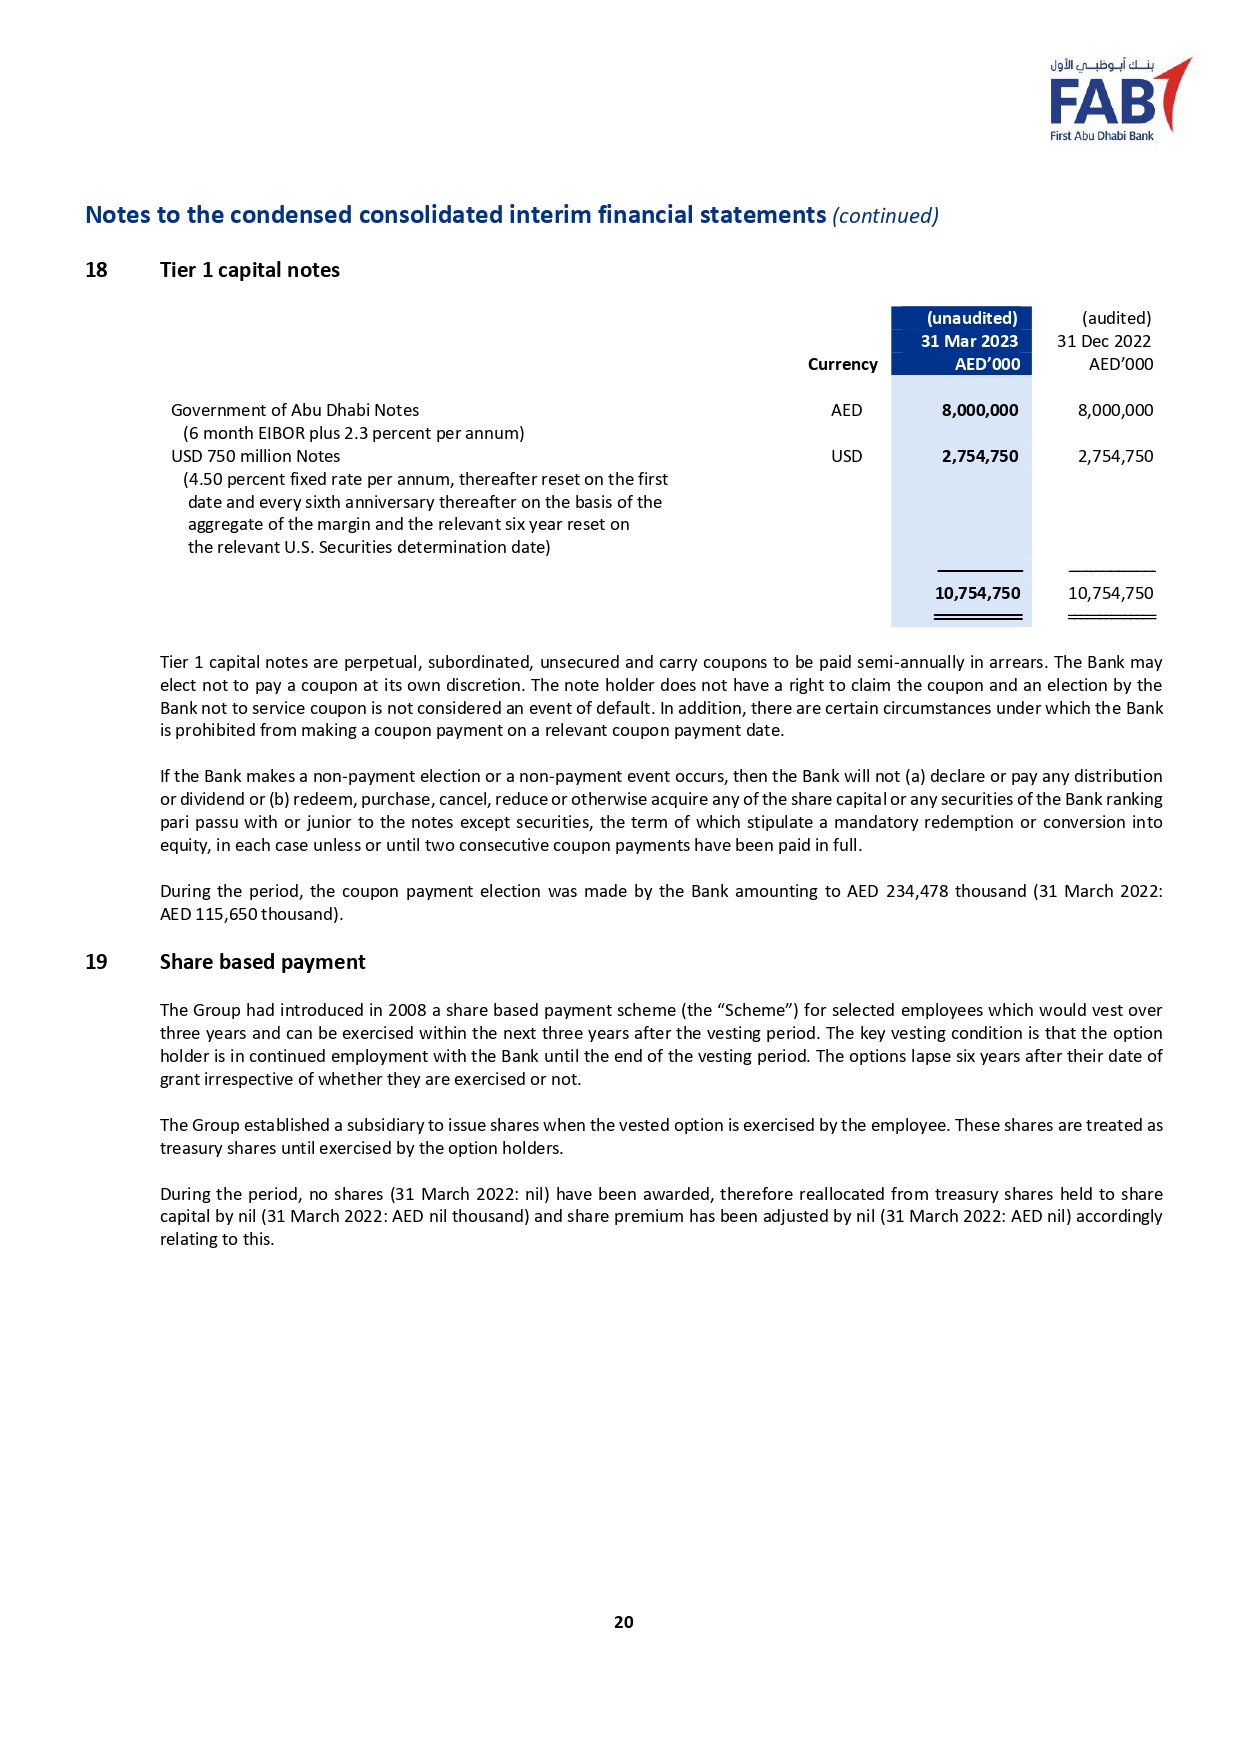 بنك أبوظبي الأول
FAB
First Abu Dhabi Bank
Notes to the condensed consolidated interim financial statements (continued)
18 Tier 1 capital notes
(unaudited) (audited)
31 Mar 2023 31 Dec 2022
Currency AED’000 AED’000
Government of Abu Dhabi Notes AED 8,000,000 8,000,000
(6 month EIBOR plus 2.3 percent per annum)
USD 750 million Notes USD 2,754,750 2,754,750
(4.50 percent fixed rate per annum, thereafter reset on the first
date and every sixth anniversary thereafter on the basis of the
aggregate of the margin and the relevant six year reset on
the relevant U.S. Securities determination date)
10,754,750 10,754,750
Tier 1 capital notes are perpetual, subordinated, unsecured and carry coupons to be paid semi-annually in arrears. The Bank may
elect not to pay a coupon at its own discretion. The note holder does not have a right to claim the coupon and an election by the
Bank not to service coupon is not considered an event of default. In addition, there are certain circumstances under which the Bank
is prohibited from making a coupon payment on a relevant coupon payment date.
If the Bank makes a non-payment election or a non-payment event occurs, then the Bank will not (a) declare or pay any distribution
or dividend or (b) redeem, purchase, cancel, reduce or otherwise acquire any of the share capital or any securities of the Bank ranking
pari passu with or junior to the notes except securities, the term of which stipulate a mandatory redemption or conversion into
equity, in each case unless or until two consecutive coupon payments have been paid in full.
During the period, the coupon payment election was made by the Bank amounting to AED 234,478 thousand (31 March 2022:
AED 115,650 thousand).
19 Share based payment
The Group had introduced in 2008 a share based payment scheme (the “Scheme”) for selected employees which would vest over
three years and can be exercised within the next three years after the vesting period. The key vesting condition is that the option
holder is in continued employment with the Bank until the end of the vesting period. The options lapse six years after their date of
grant irrespective of whether they are exercised or not.
The Group established a subsidiary to issue shares when the vested option is exercised by the employee. These shares are treated as
treasury shares until exercised by the option holders.
During the period, no shares (31 March 2022: nil) have been awarded, therefore reallocated from treasury shares held to share
capital by nil (31 March 2022: AED nil thousand) and share premium has been adjusted by nil (31 March 2022: AED nil) accordingly
relating to this.
20